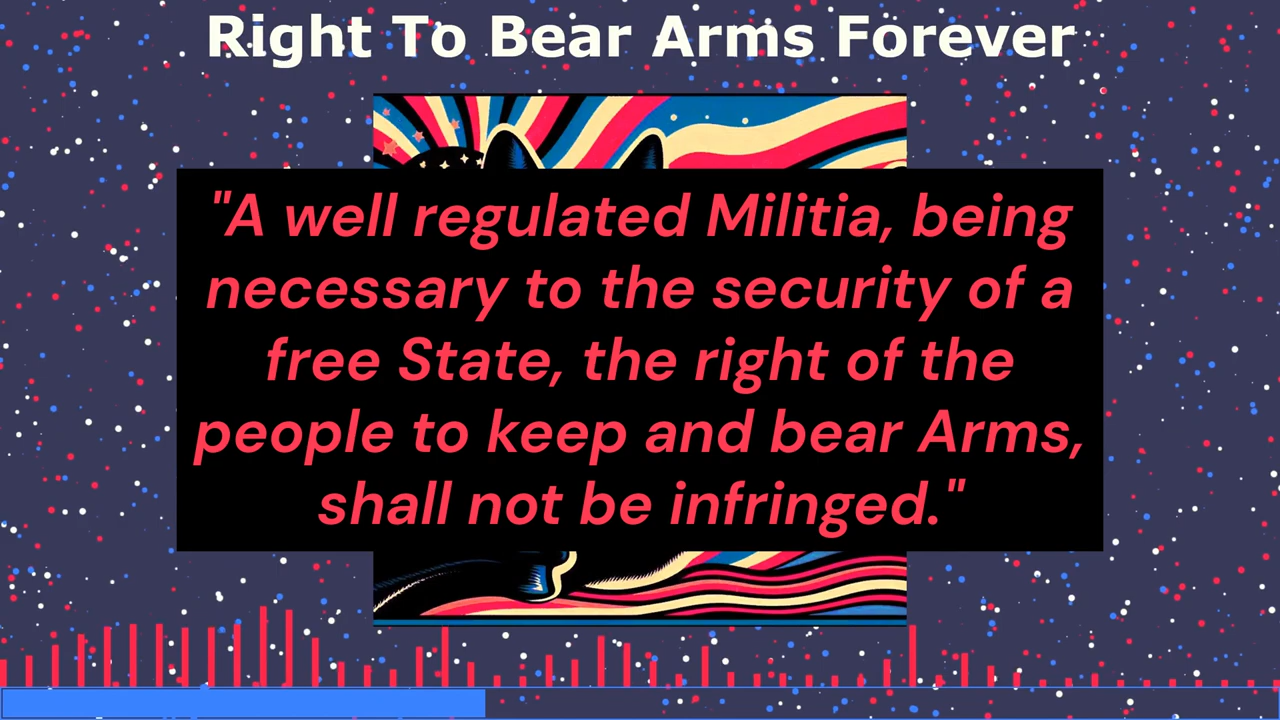 Right To Bear Arms Forever
"A well regulated Militia, being
necessary to the security of a
free State, the right of the
people to keep and bear Arms,
shall not be infringed."